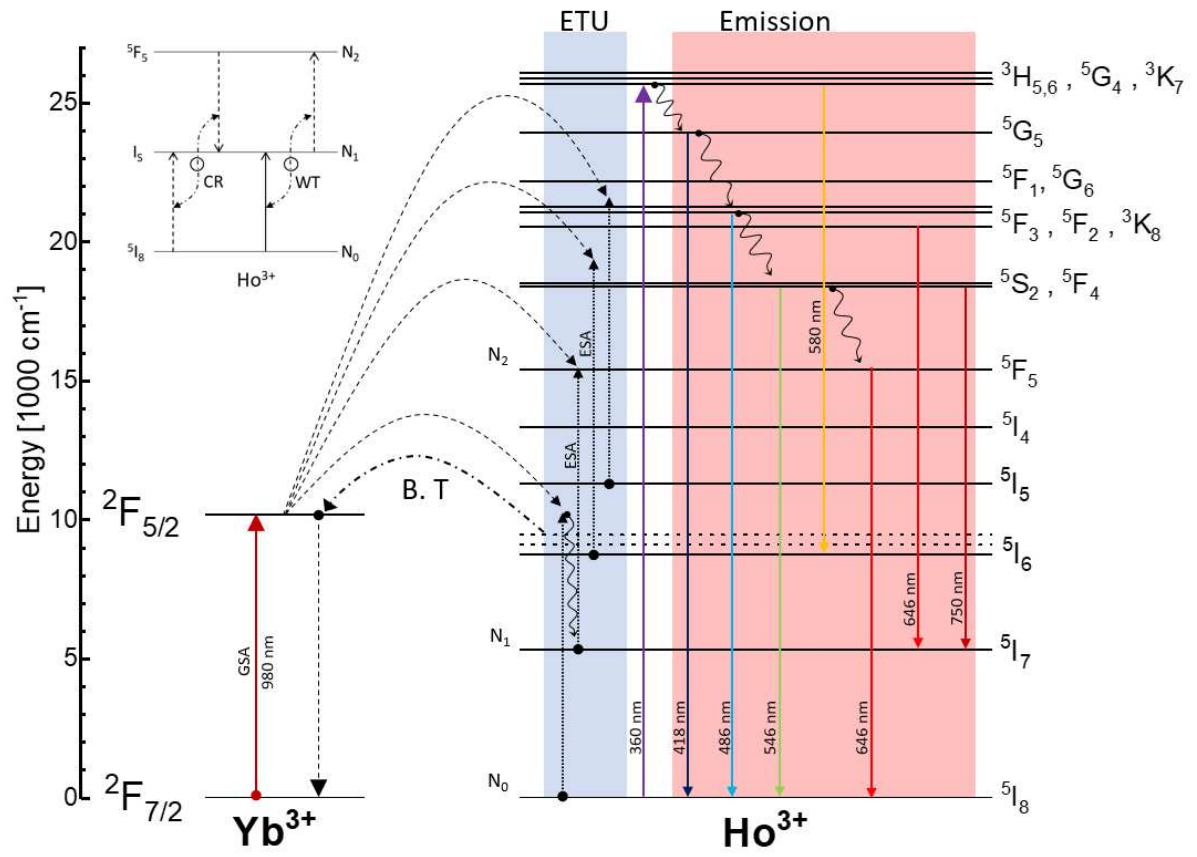 ETU Emission
⁵F₅ N₂
I₅ N₁
CR WT
⁵I₈ N₀
Ho³⁺
Energy [1000 cm⁻¹]
25
20
15
10
5
0
³H₅,₆ , ⁵G₄ , ³K₇
⁵G₅
⁵F₁, ⁵G₆
⁵F₃ , ⁵F₂ , ³K₈
⁵S₂ , ⁵F₄
580 nm
ESA
N₂
⁵F₅
⁵I₄
ESA
⁵I₅
B. T
²F₅/₂
⁵I₆
GSA
980 nm
646 nm
750 nm
N₁
⁵I₇
360 nm
418 nm
486 nm
546 nm
646 nm
N₀
²F₇/₂
⁵I₈
Yb³⁺
Ho³⁺